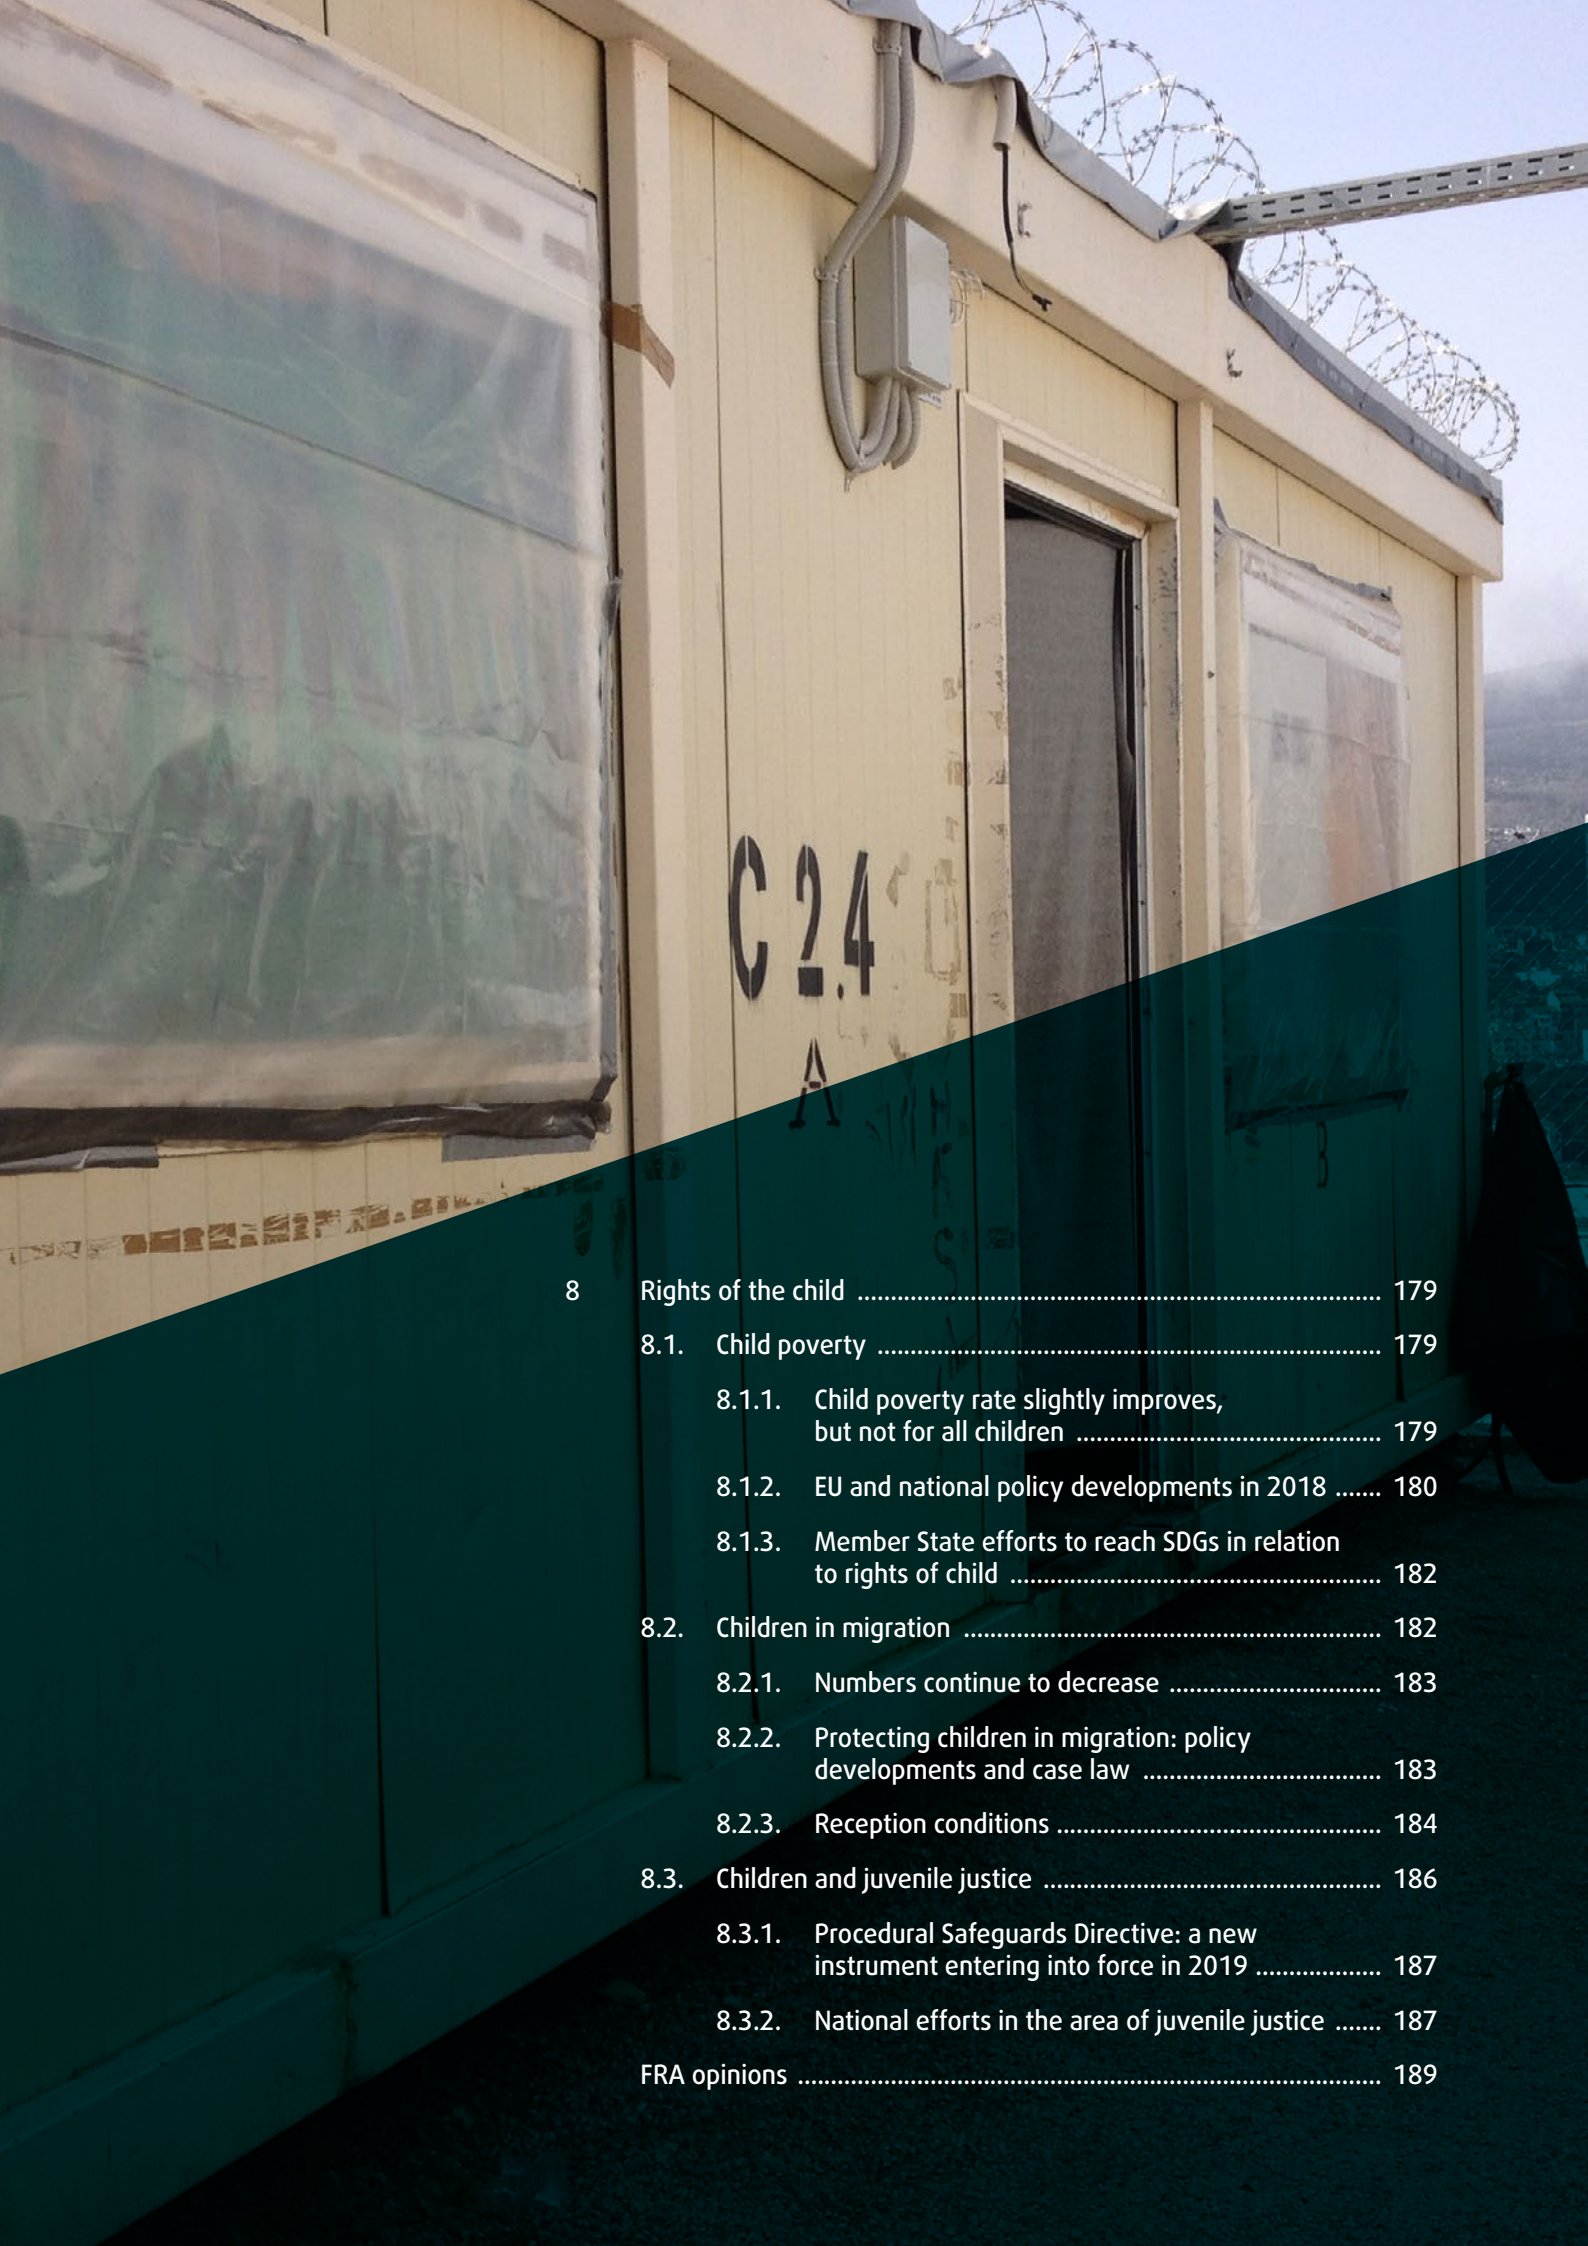 C 2.4
A
B
8 Rights of the child ........ 179
8.1. Child poverty ........ 179
8.1.1. Child poverty rate slightly improves,
but not for all children ........ 179
8.1.2. EU and national policy developments in 2018 ....... 180
8.1.3. Member State efforts to reach SDGs in relation
to rights of child ........ 182
8.2. Children in migration ........ 182
8.2.1. Numbers continue to decrease ........ 183
8.2.2. Protecting children in migration: policy
developments and case law ........ 183
8.2.3. Reception conditions ........ 184
8.3. Children and juvenile justice ........ 186
8.3.1. Procedural Safeguards Directive: a new
instrument entering into force in 2019 ........ 187
8.3.2. National efforts in the area of juvenile justice ....... 187
FRA opinions ........ 189